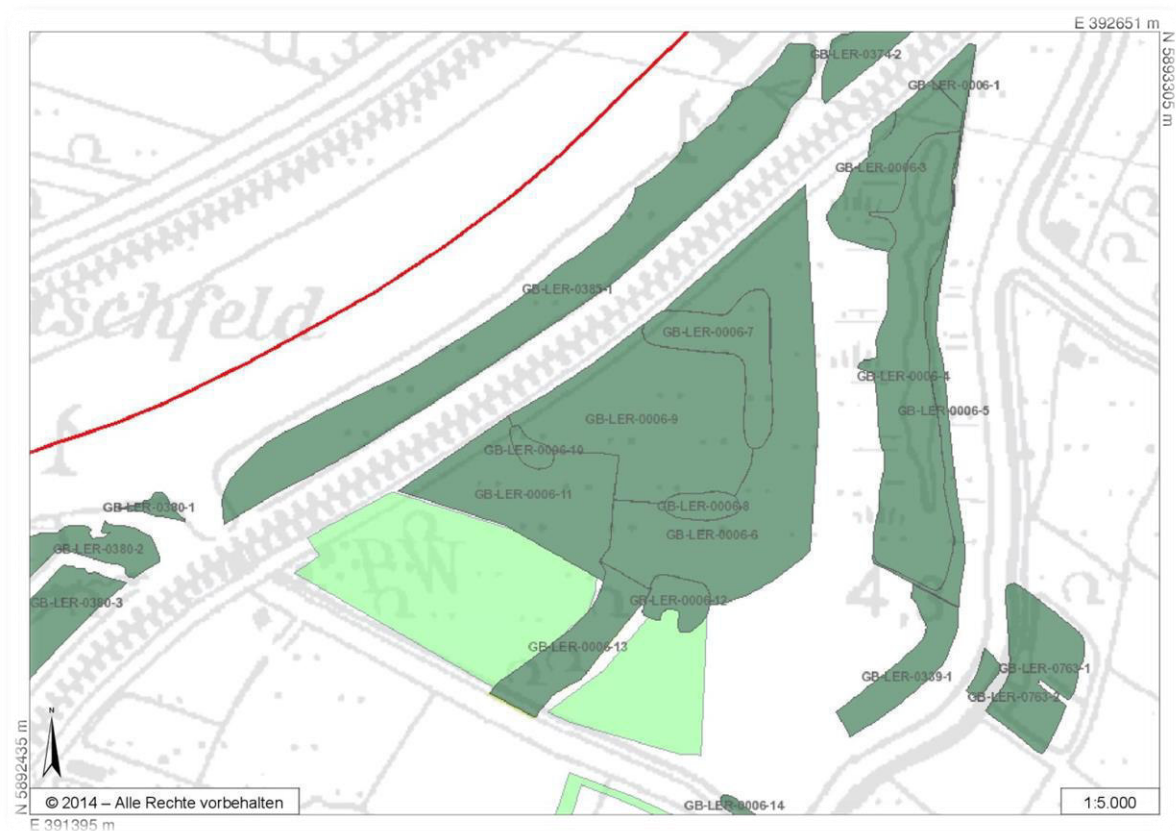 E 392651 m
N 5893305 m
GB-LER-0374-2
GB-LER-0006-1
GB-LER-0006-3
GB-LER-0385-1
tschfeld
GB-LER-0006-7
GB-LER-0006-4
GB-LER-0006-5
GB-LER-0006-9
GB-LER-0006-10
GB-LER-0006-11
GB-LER-0380-1
GB-LER-0006-8
GB-LER-0006-6
GB-LER-0380-2
PW
GB-LER-0380-3
GB-LER-0006-12
4 3
GB-LER-0006-13
GB-LER-0763-1
GB-LER-0339-1
GB-LER-0763-2
N
N 5892435 m
© 2014 – Alle Rechte vorbehalten
GB-LER-0006-14
1:5.000
E 391395 m